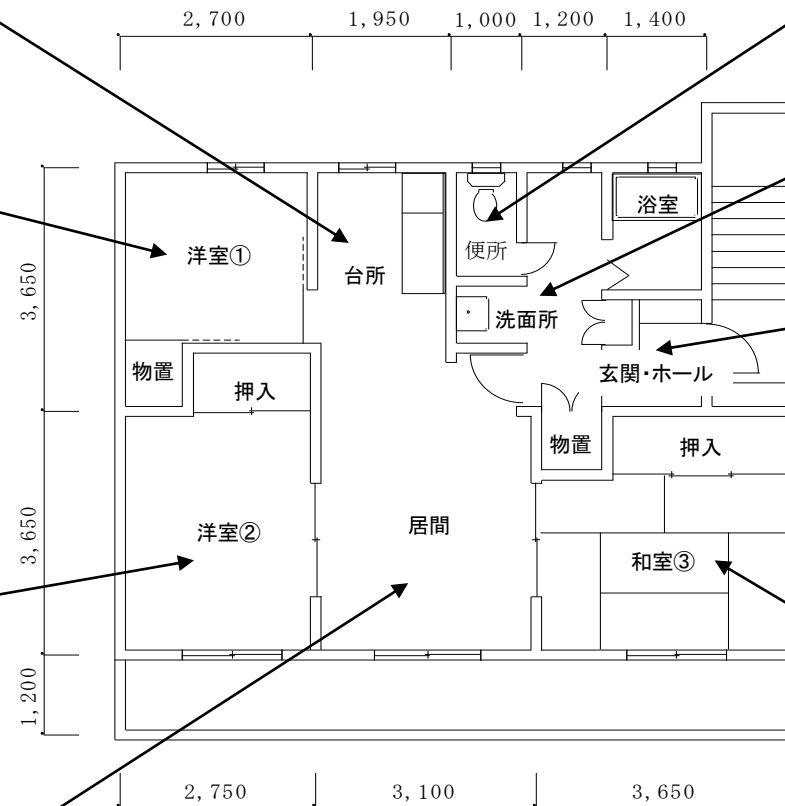 2,700 1,950 1,000 1,200 1,400
3,650
洋室①
台所
便所
浴室
洗面所
物置
押入
玄関・ホール
物置
押入
3,650
洋室②
居間
和室③
1,200
2,750 3,100 3,650